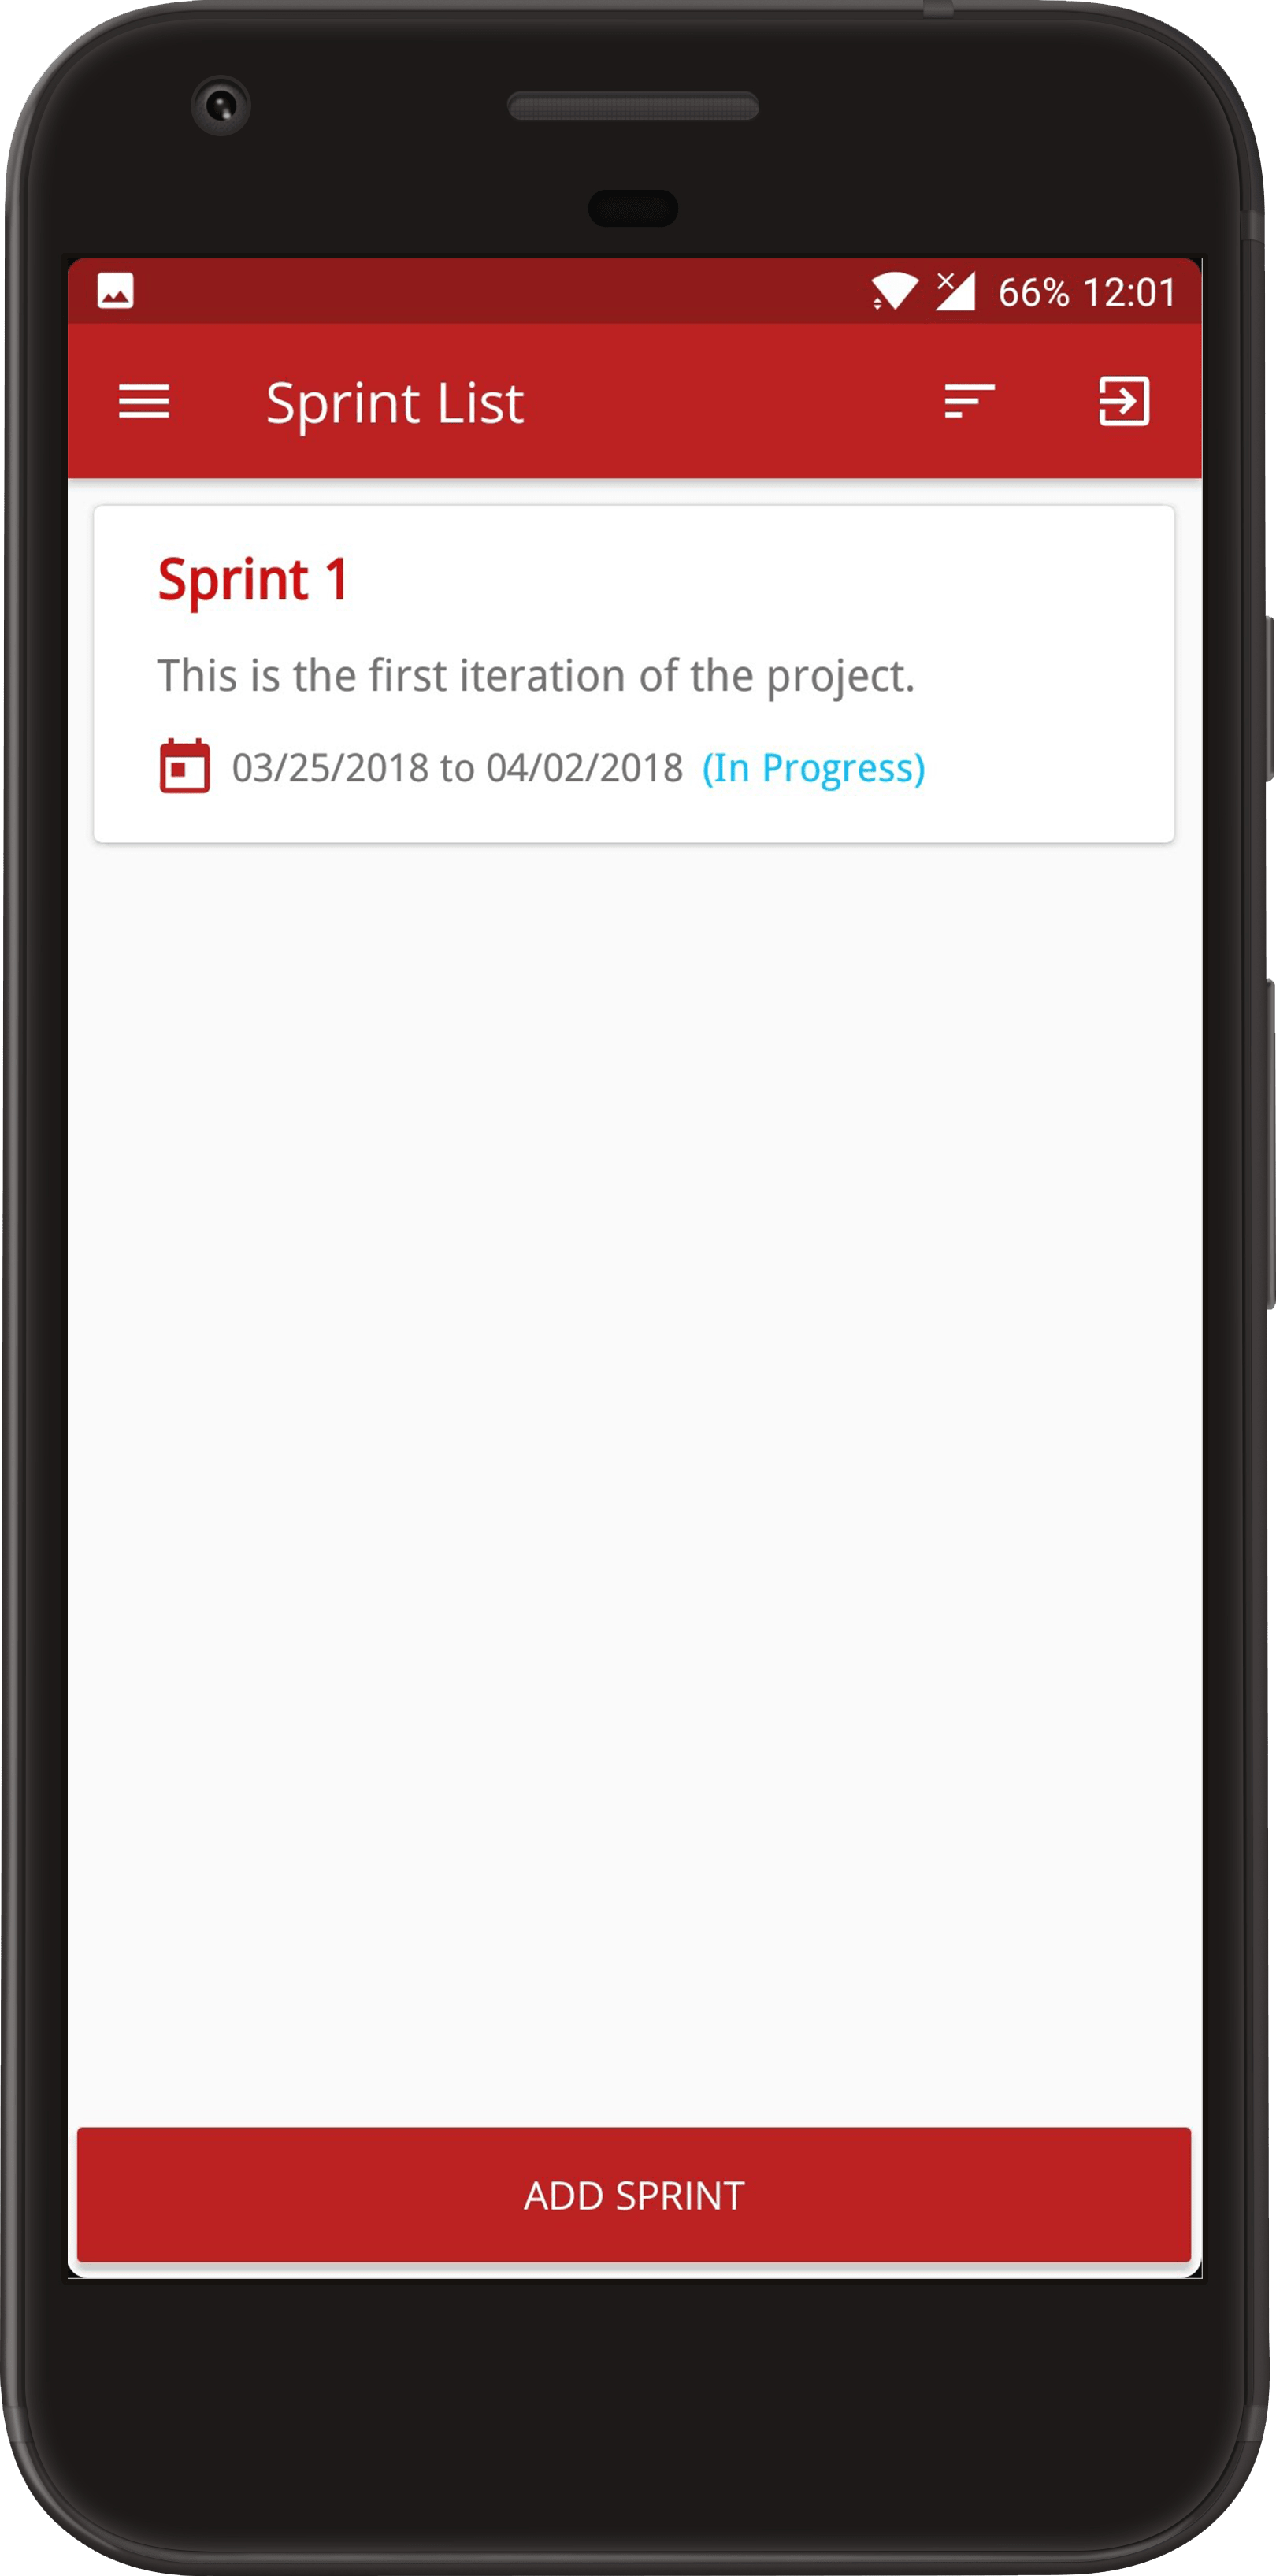 66% 12:01
Sprint List
Sprint 1
This is the first iteration of the project.
03/25/2018 to 04/02/2018 (In Progress)
ADD SPRINT